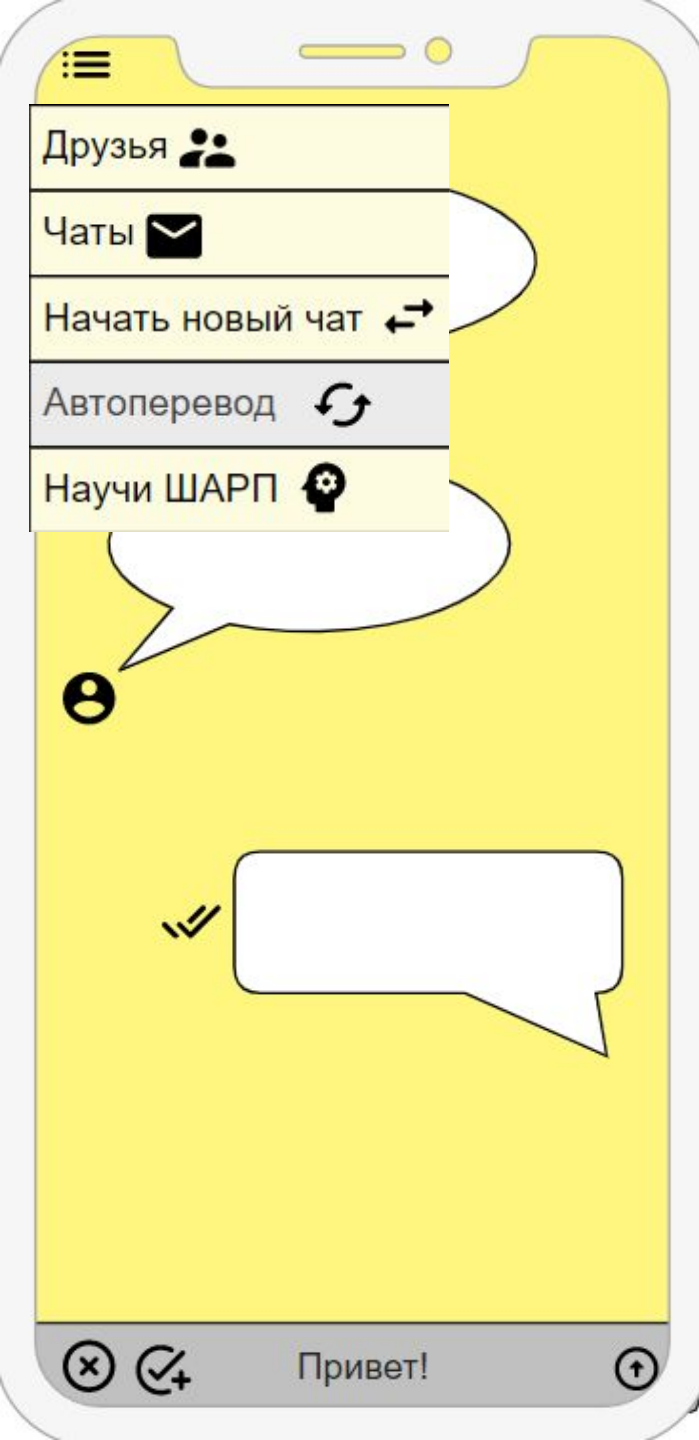 Друзья
Чаты
Начать новый чат
Автоперевод
Научи ШАРП
Привет!